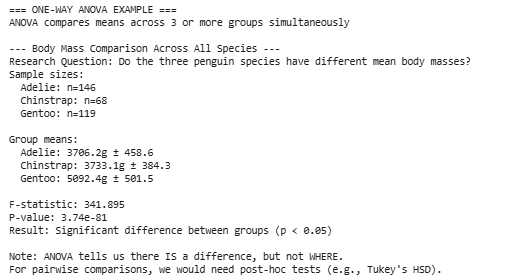 === ONE-WAY ANOVA EXAMPLE ===
ANOVA compares means across 3 or more groups simultaneously
--- Body Mass Comparison Across All Species ---
Research Question: Do the three penguin species have different mean body masses?
Sample sizes:
Adelie: n=146
Chinstrap: n=68
Gentoo: n=119
Group means:
Adelie: 3706.2g ± 458.6
Chinstrap: 3733.1g ± 384.3
Gentoo: 5092.4g ± 501.5
F-statistic: 341.895
P-value: 3.74e-81
Result: Significant difference between groups (p < 0.05)
Note: ANOVA tells us there IS a difference, but not WHERE.
For pairwise comparisons, we would need post-hoc tests (e.g., Tukey's HSD).